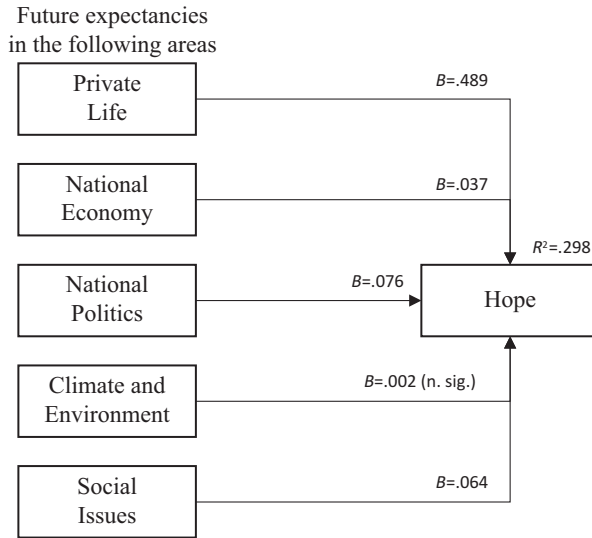 Future expectancies
in the following areas
Private
Life
B=.489
National
Economy
B=.037
R²=.298
National
Politics
B=.076
Hope
Climate and
Environment
B=.002 (n. sig.)
Social
Issues
B=.064